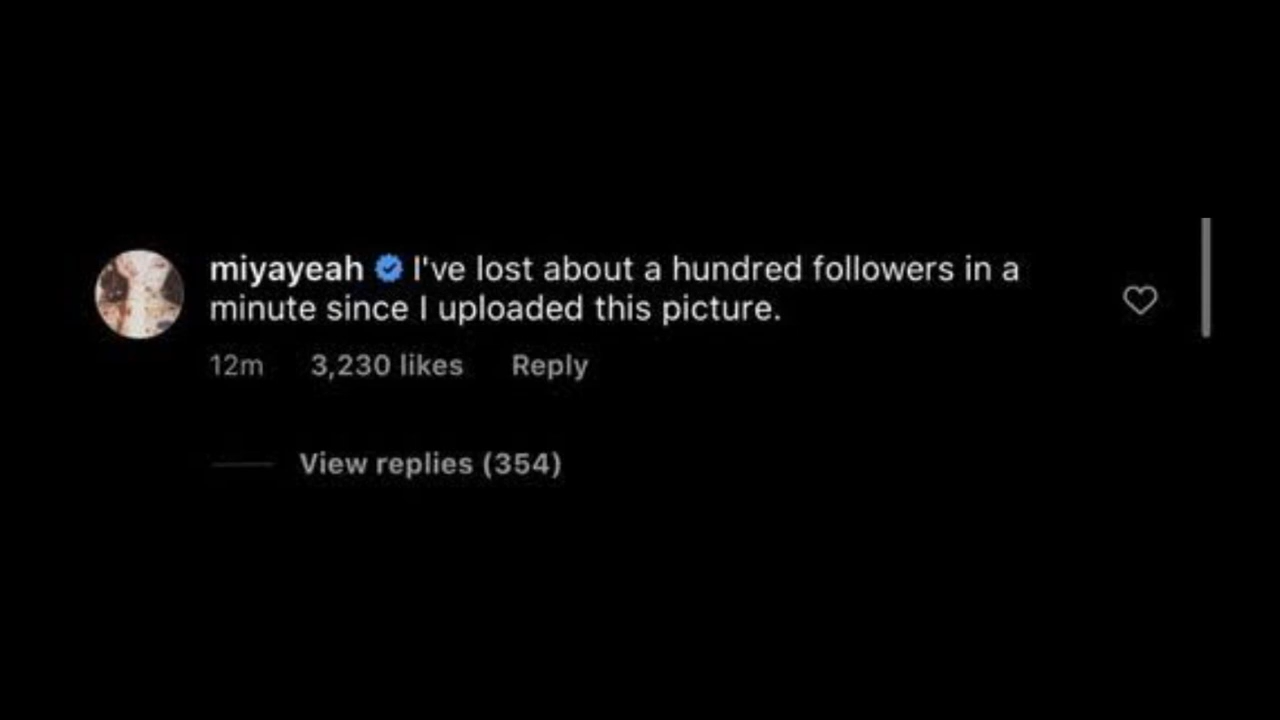 miyayeah I've lost about a hundred followers in a
minute since I uploaded this picture.
12m 3,230 likes Reply
View replies (354)